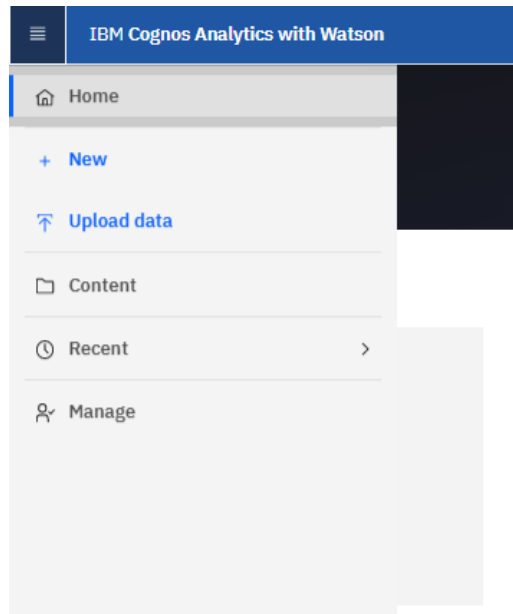 IBM Cognos Analytics with Watson
Home
New
Upload data
Content
Recent
Manage